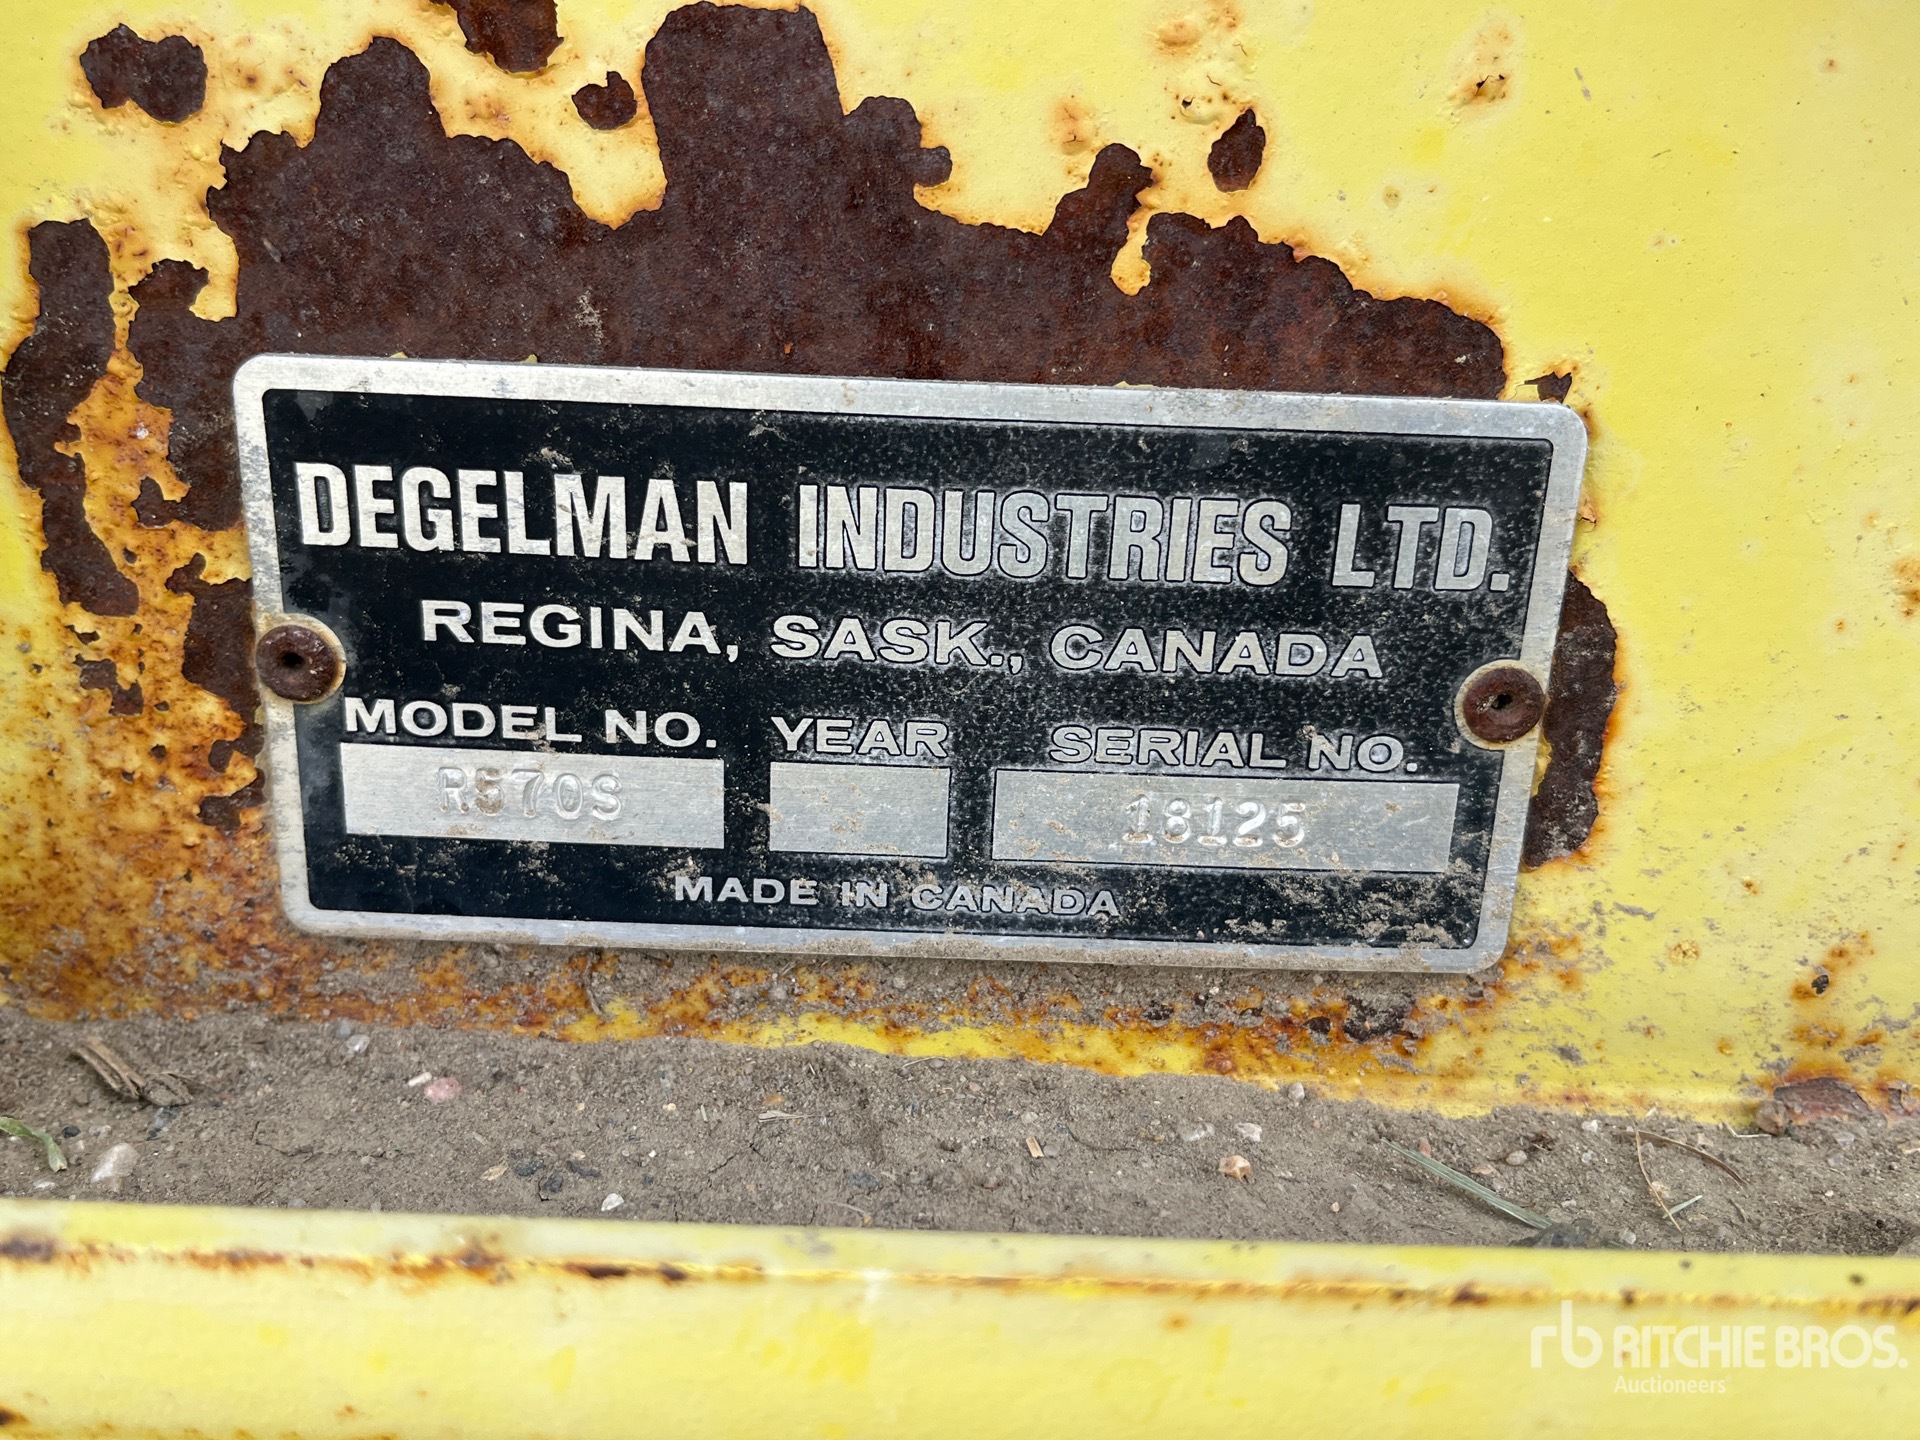 DEGELMAN INDUSTRIES LTD.
REGINA, SASK., CANADA
MODEL NO. YEAR SERIAL NO.
R570S 18125
MADE IN CANADA
rb RITCHIE BROS.
Auctioneers